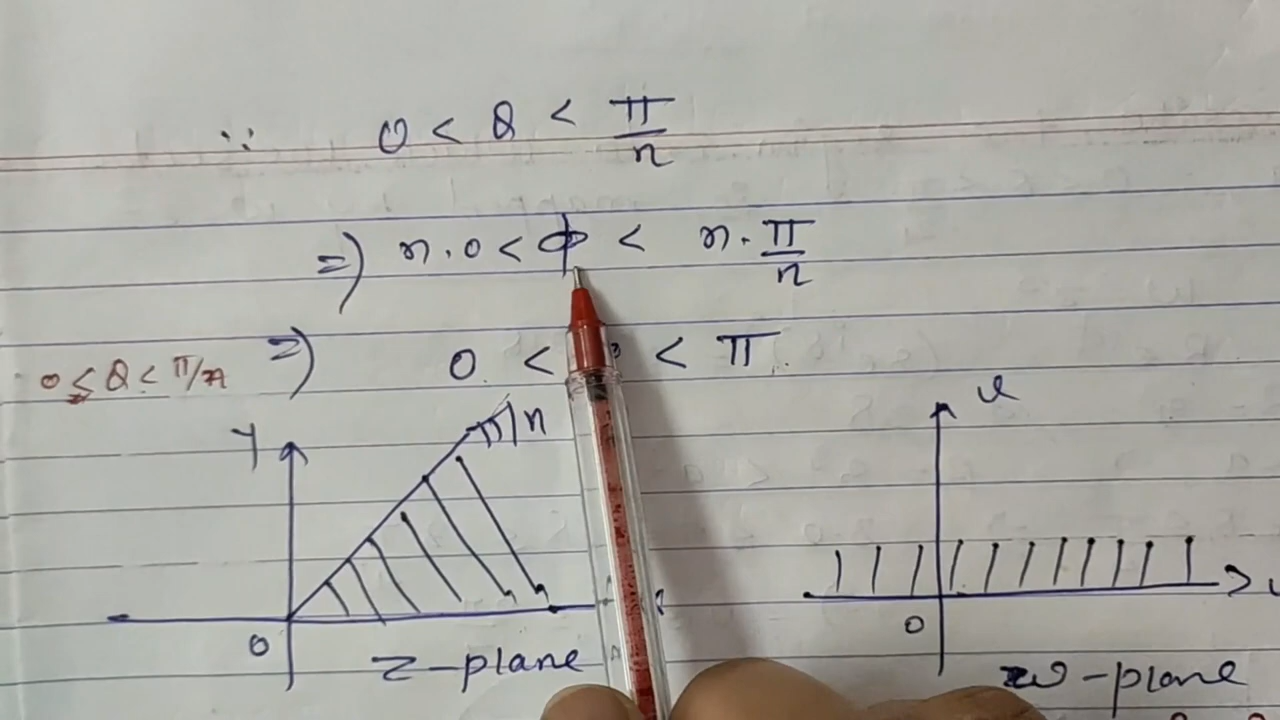 ∵ 0 < θ < π/n
=) n.0 < ϕ < n.π/n
0 ≤ θ < π/n =) 0 < < π
y π/n v
0 z-plane
0 w-plane